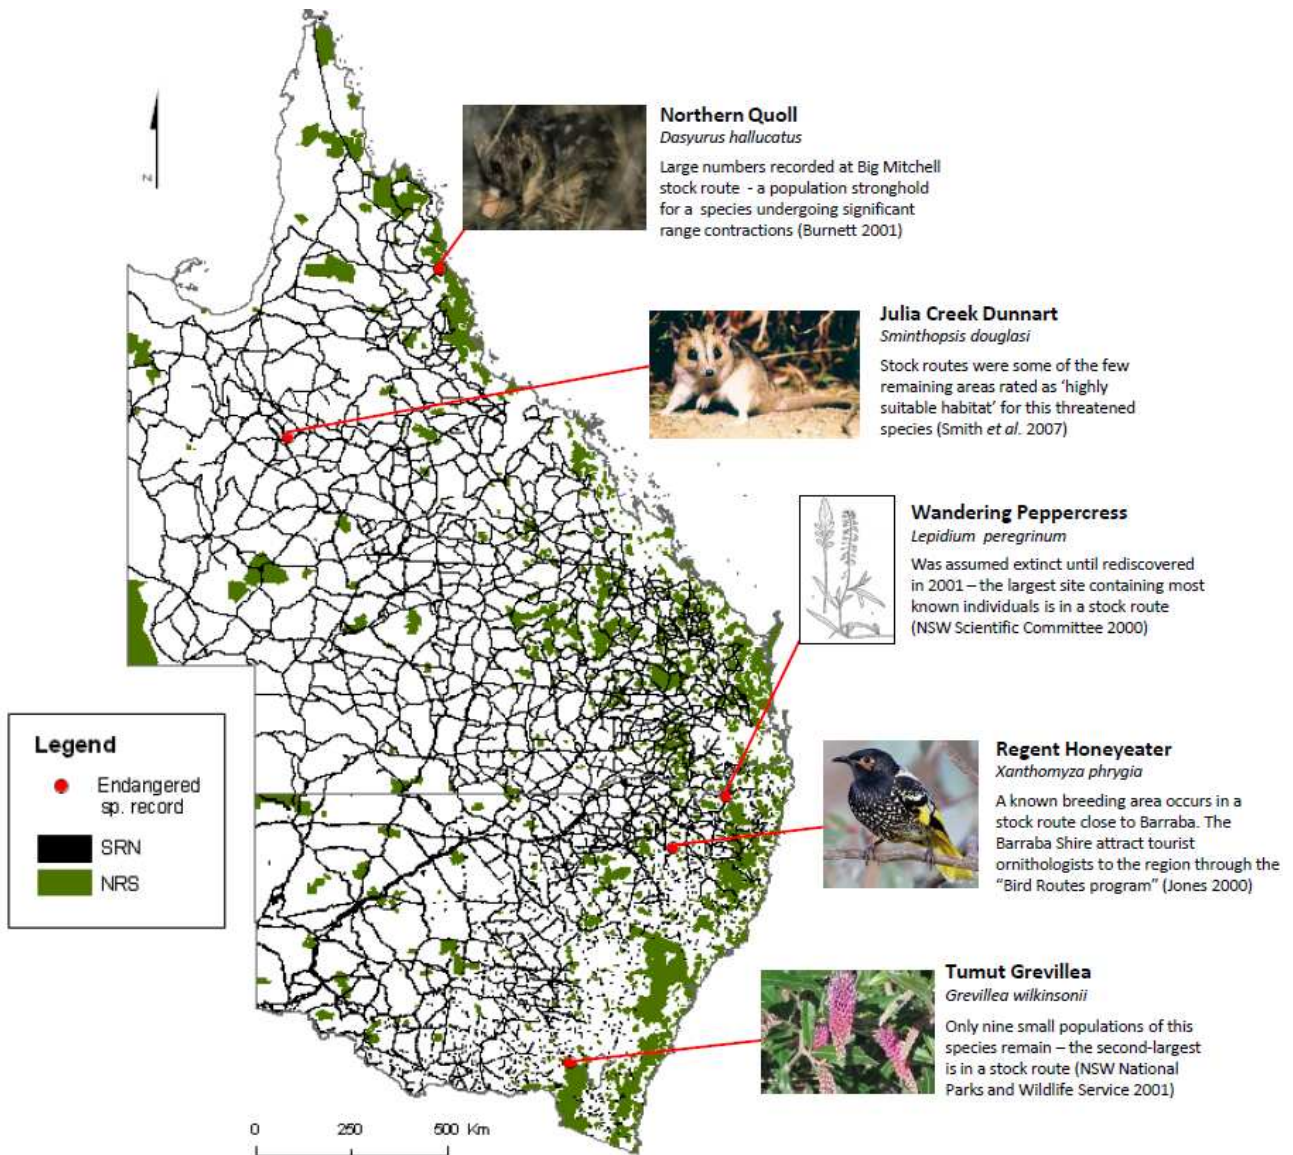 N
Northern Quoll
Dasyurus hallucatus
Large numbers recorded at Big Mitchell
stock route - a population stronghold
for a species undergoing significant
range contractions (Burnett 2001)
Julia Creek Dunnart
Sminthopsis douglasi
Stock routes were some of the few
remaining areas rated as ‘highly
suitable habitat’ for this threatened
species (Smith et al. 2007)
Wandering Peppercress
Lepidium peregrinum
Was assumed extinct until rediscovered
in 2001 – the largest site containing most
known individuals is in a stock route
(NSW Scientific Committee 2000)
Regent Honeyeater
Xanthomyza phrygia
A known breeding area occurs in a
stock route close to Barraba. The
Barraba Shire attract tourist
ornithologists to the region through the
“Bird Routes program” (Jones 2000)
Tumut Grevillea
Grevillea wilkinsonii
Only nine small populations of this
species remain – the second-largest
is in a stock route (NSW National
Parks and Wildlife Service 2001)
Legend
Endangered
sp. record
SRN
NRS
0 250 500 Km